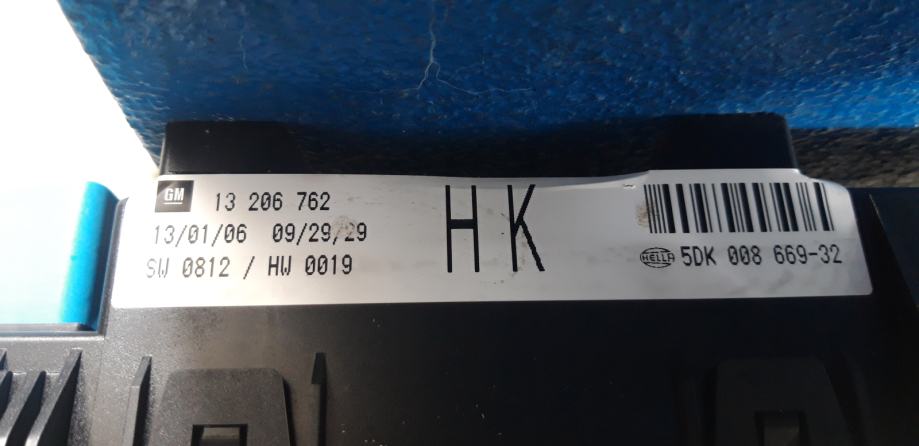 GM 13 206 762
13/01/06 09/29/29
SW 0812 / HW 0019
HK
HELLA 5DK 008 669-32